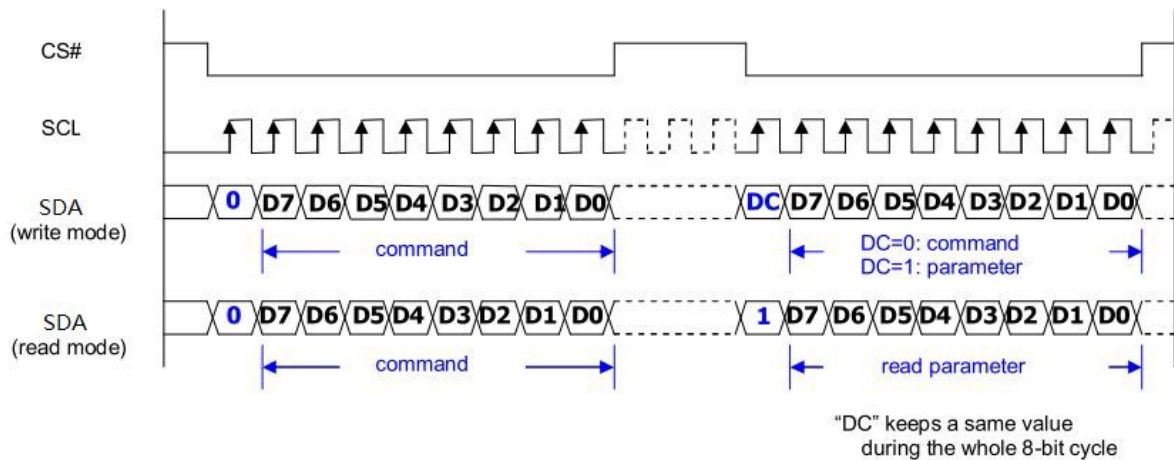 CS#
SCL
SDA
(write mode)
0 D7 D6 D5 D4 D3 D2 D1 D0 DC D7 D6 D5 D4 D3 D2 D1 D0
command
DC=0: command
DC=1: parameter
SDA
(read mode)
0 D7 D6 D5 D4 D3 D2 D1 D0 1 D7 D6 D5 D4 D3 D2 D1 D0
command
read parameter
“DC” keeps a same value
during the whole 8-bit cycle